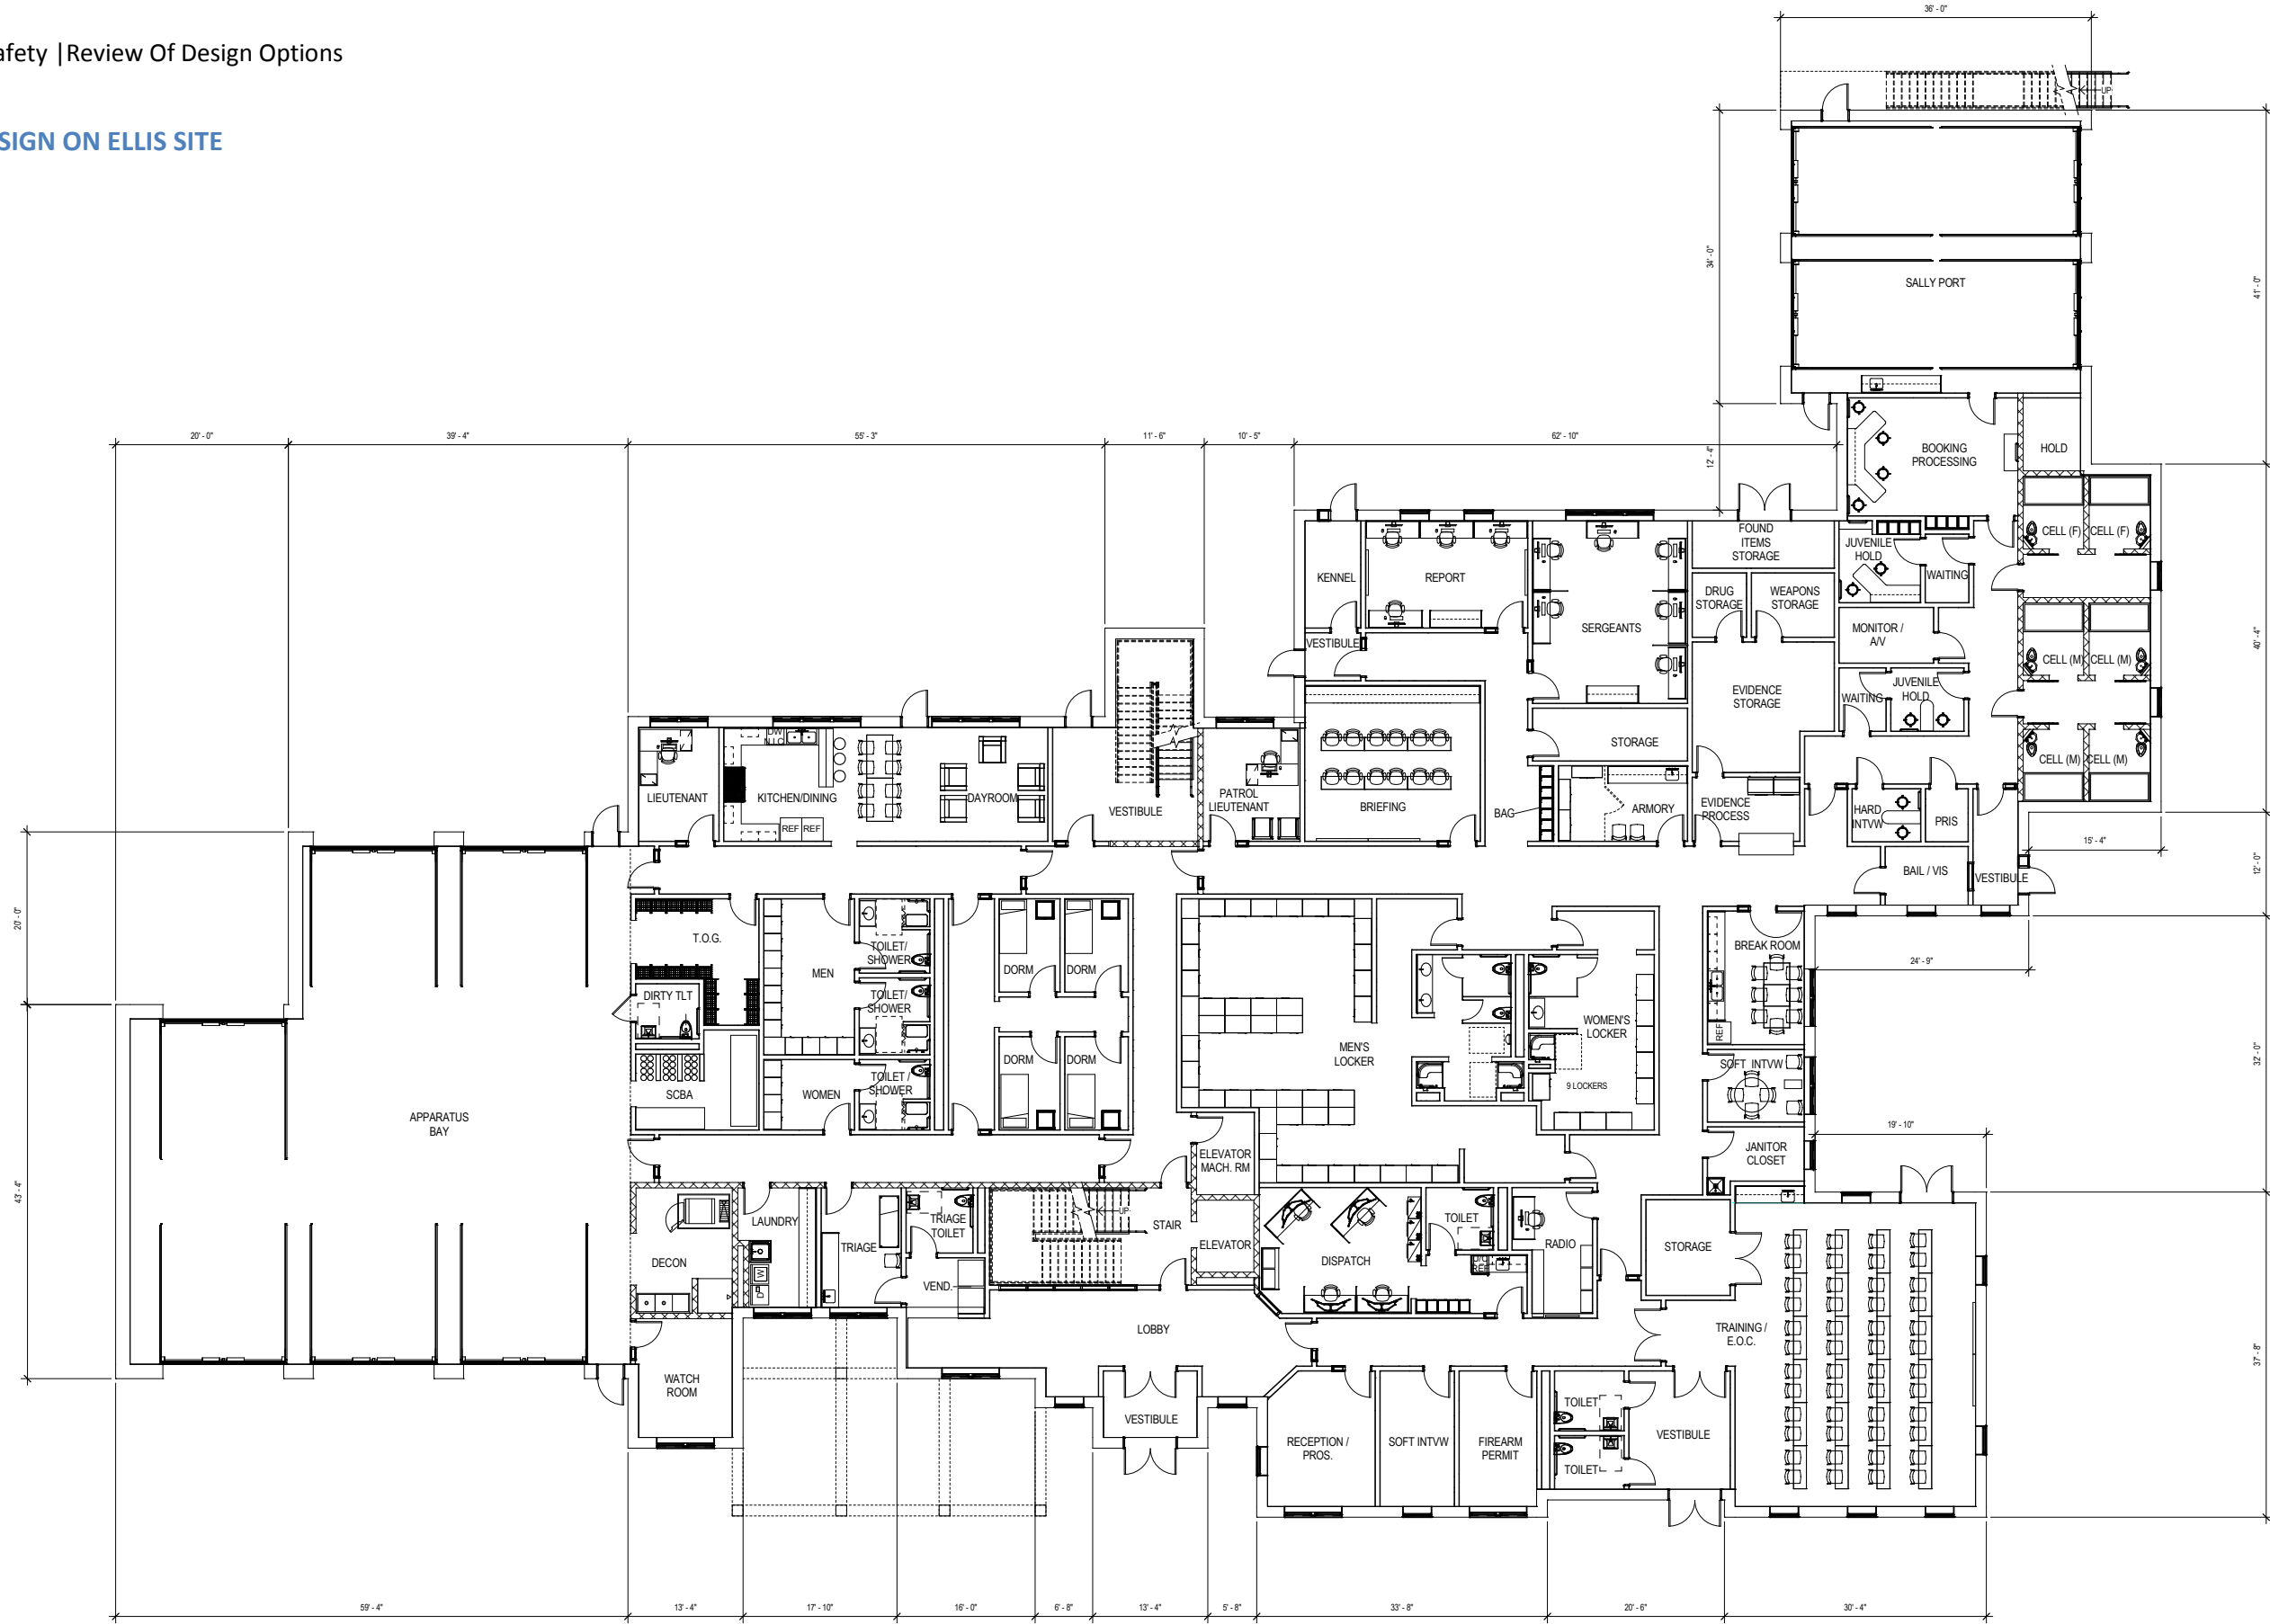 afety |Review Of Design Options
SIGN ON ELLIS SITE
36' - 0"
UP
34' - 0"
41' - 0"
SALLY PORT
20' - 0"
39' - 4"
55' - 3"
11' - 6"
10' - 5"
62' - 10"
12' - 4"
BOOKING
PROCESSING
HOLD
FOUND
ITEMS
STORAGE
JUVENILE
HOLD
CELL (F)
CELL (F)
KENNEL
REPORT
WAITING
DRUG
STORAGE
WEAPONS
STORAGE
SERGEANTS
MONITOR /
A/V
VESTIBULE
40' - 4"
CELL (M)
CELL (M)
EVIDENCE
STORAGE
WAITING
JUVENILE
HOLD
DW
N.I.C.
STORAGE
CELL (M)
CELL (M)
LIEUTENANT
KITCHEN/DINING
DAYROOM
VESTIBULE
PATROL
LIEUTENANT
BRIEFING
BAG
ARMORY
EVIDENCE
PROCESS
HARD
INTVW
PRIS
REF
REF
15' - 4"
BAIL / VIS
VESTIBULE
12' - 0"
20' - 0"
T.O.G.
TOILET/
SHOWER
MEN
DORM
DORM
BREAK ROOM
24' - 9"
DIRTY TLT
TOILET/
SHOWER
WOMEN'S
LOCKER
REF
MEN'S
LOCKER
DORM
DORM
SOFT INTVW
32' - 0"
SCBA
WOMEN
TOILET /
SHOWER
9 LOCKERS
APPARATUS
BAY
19' - 10"
ELEVATOR
MACH. RM
JANITOR
CLOSET
43' - 4"
LAUNDRY
TRIAGE
TOILET
UP
STAIR
TOILET
TRIAGE
ELEVATOR
RADIO
STORAGE
DECON
DISPATCH
W
D
VEND.
LOBBY
TRAINING /
E.O.C.
37' - 8"
WATCH
ROOM
TOILET
VESTIBULE
RECEPTION /
PROS.
SOFT INTVW
FIREARM
PERMIT
VESTIBULE
TOILET
59' - 4"
13' - 4"
17' - 10"
16' - 0"
6' - 8"
13' - 4"
5' - 8"
33' - 8"
20' - 6"
30' - 4"